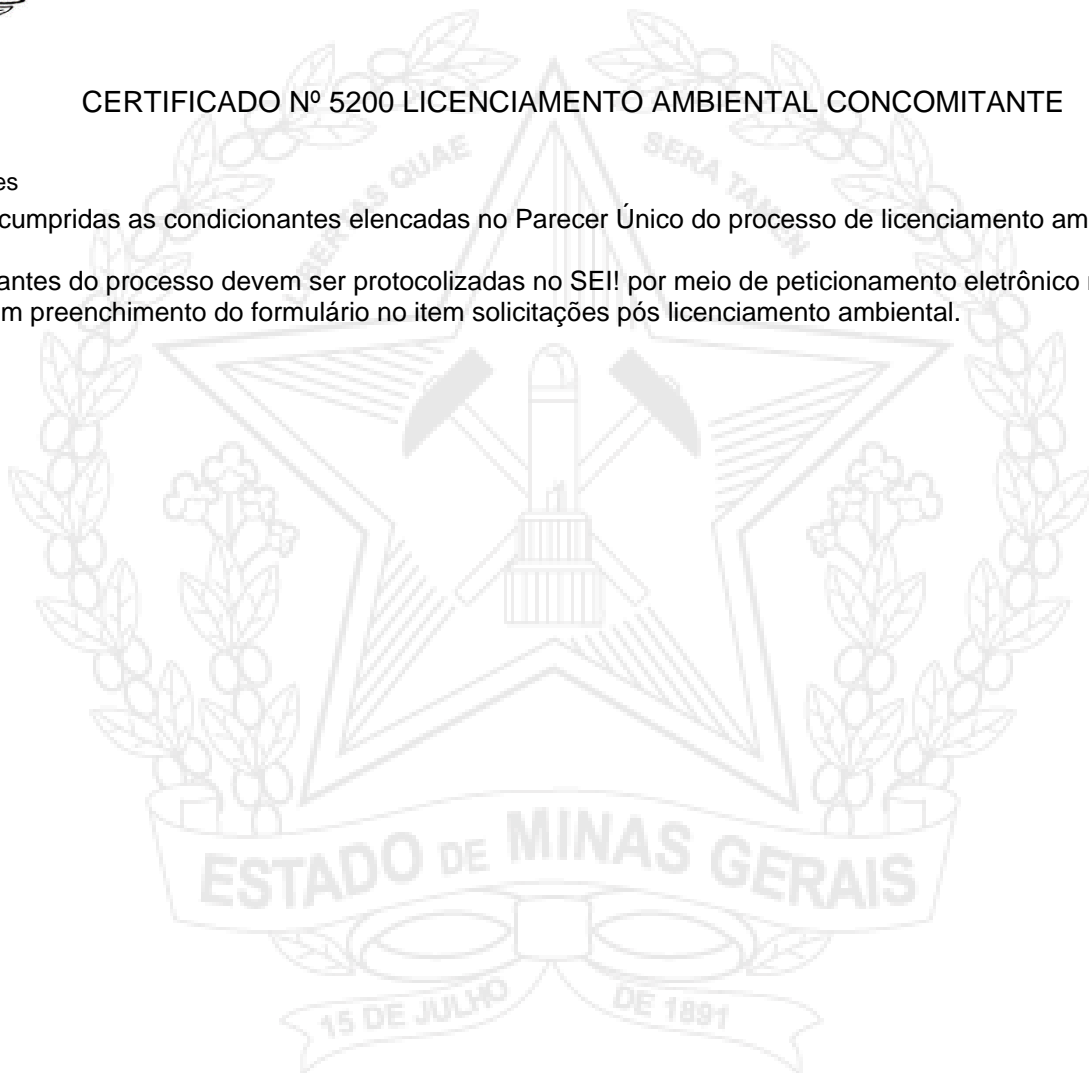 CERTIFICADO Nº 5200 LICENCIAMENTO AMBIENTAL CONCOMITANTE
es
cumpridas as condicionantes elencadas no Parecer Único do processo de licenciamento am
antes do processo devem ser protocolizadas no SEI! por meio de peticionamento eletrônico
m preenchimento do formulário no item solicitações pós licenciamento ambiental.
LIBERTAS QUAE SERA TAMEN
ESTADO DE MINAS GERAIS
15 DE JULHO DE 1891